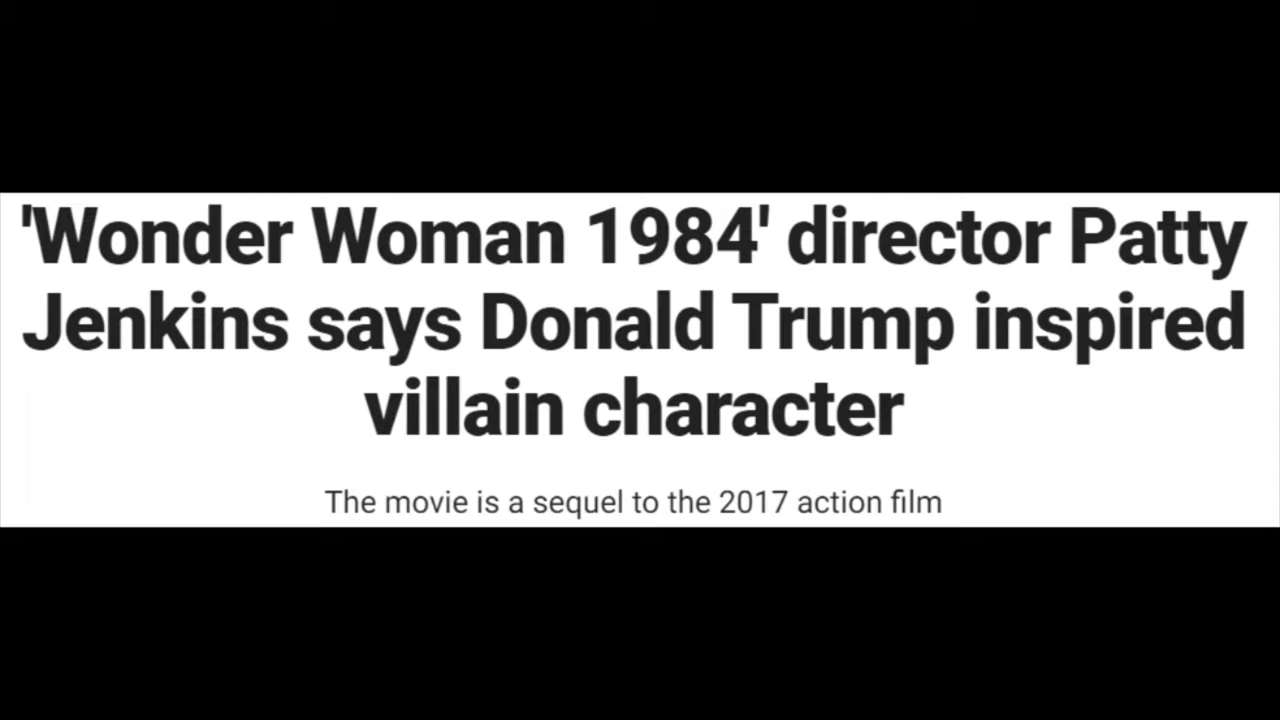 'Wonder Woman 1984' director Patty
Jenkins says Donald Trump inspired
villain character
The movie is a sequel to the 2017 action film